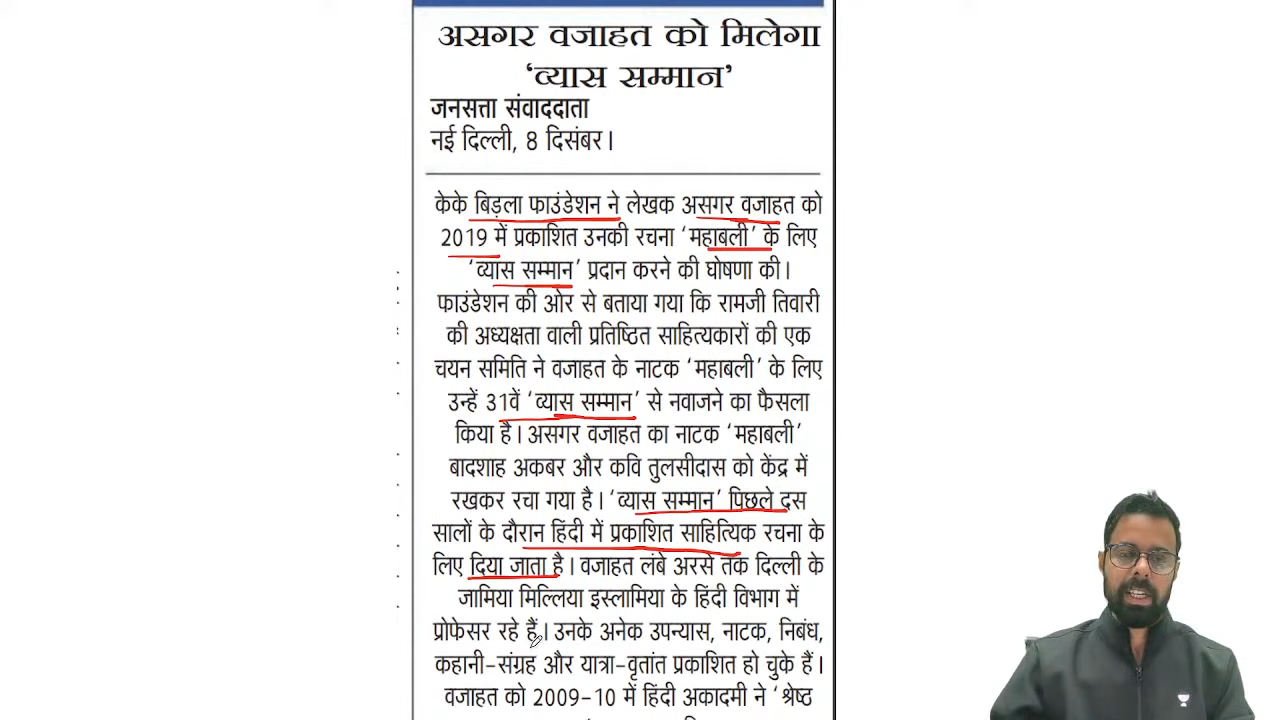 असगर वजाहत को मिलेगा
‘व्यास सम्मान’
जनसत्ता संवाददाता
नई दिल्ली, 8 दिसंबर।
केके बिड़ला फाउंडेशन ने लेखक असगर वजाहत को
2019 में प्रकाशित उनकी रचना ‘महाबली’ के लिए
‘व्यास सम्मान’ प्रदान करने की घोषणा की।
फाउंडेशन की ओर से बताया गया कि रामजी तिवारी
की अध्यक्षता वाली प्रतिष्ठित साहित्यकारों की एक
चयन समिति ने वजाहत के नाटक ‘महाबली’ के लिए
उन्हें 31वें ‘व्यास सम्मान’ से नवाजने का फैसला
किया है। असगर वजाहत का नाटक ‘महाबली’
बादशाह अकबर और कवि तुलसीदास को केंद्र में
रखकर रचा गया है। ‘व्यास सम्मान’ पिछले दस
सालों के दौरान हिंदी में प्रकाशित साहित्यिक रचना के
लिए दिया जाता है। वजाहत लंबे अरसे तक दिल्ली के
जामिया मिल्लिया इस्लामिया के हिंदी विभाग में
प्रोफेसर रहे हैं। उनके अनेक उपन्यास, नाटक, निबंध,
कहानी-संग्रह और यात्रा-वृतांत प्रकाशित हो चुके हैं।
वजाहत को 2009-10 में हिंदी अकादमी ने ‘श्रेष्ठ